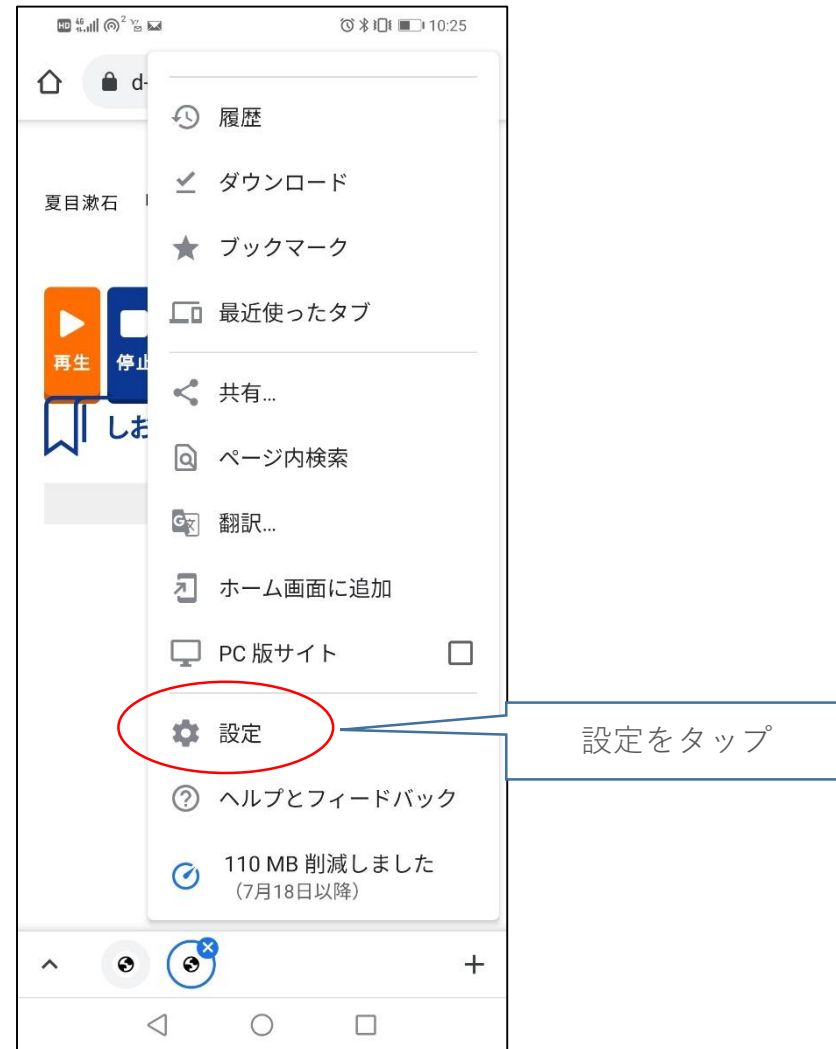 HD 46 2 10:25
d-
履歴
ダウンロード
夏目漱石
ブックマーク
最近使ったタブ
再生 停止
共有...
しお
ページ内検索
翻訳...
ホーム画面に追加
PC 版サイト
設定
設定をタップ
ヘルプとフィードバック
110 MB 削減しました
（7月18日以降）